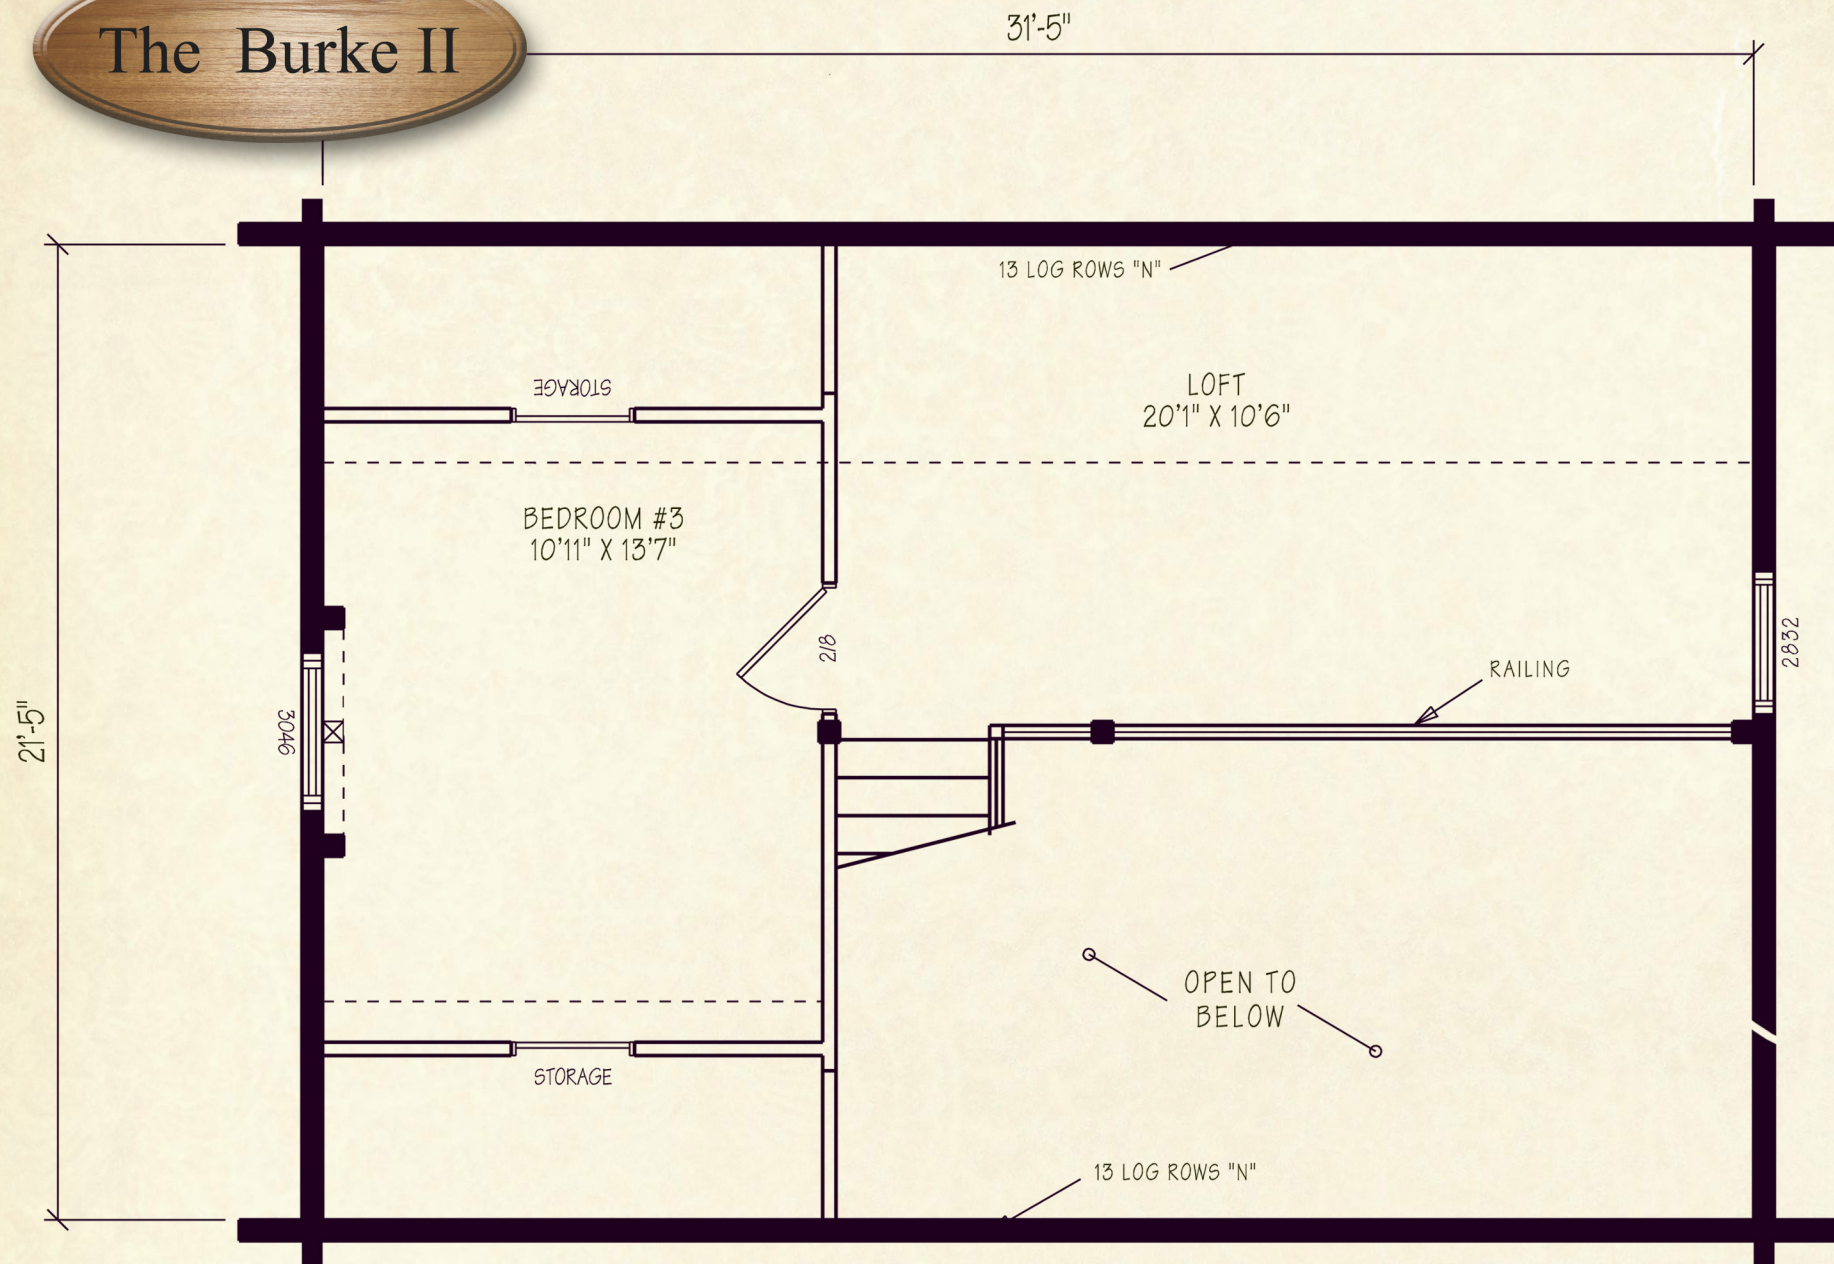 The Burke II
31'-5"
13 LOG ROWS "N"
STORAGE
LOFT
20'1" X 10'6"
BEDROOM #3
10'11" X 13'7"
2/8
2832
RAILING
3046
21'-5"
OPEN TO
BELOW
STORAGE
13 LOG ROWS "N"